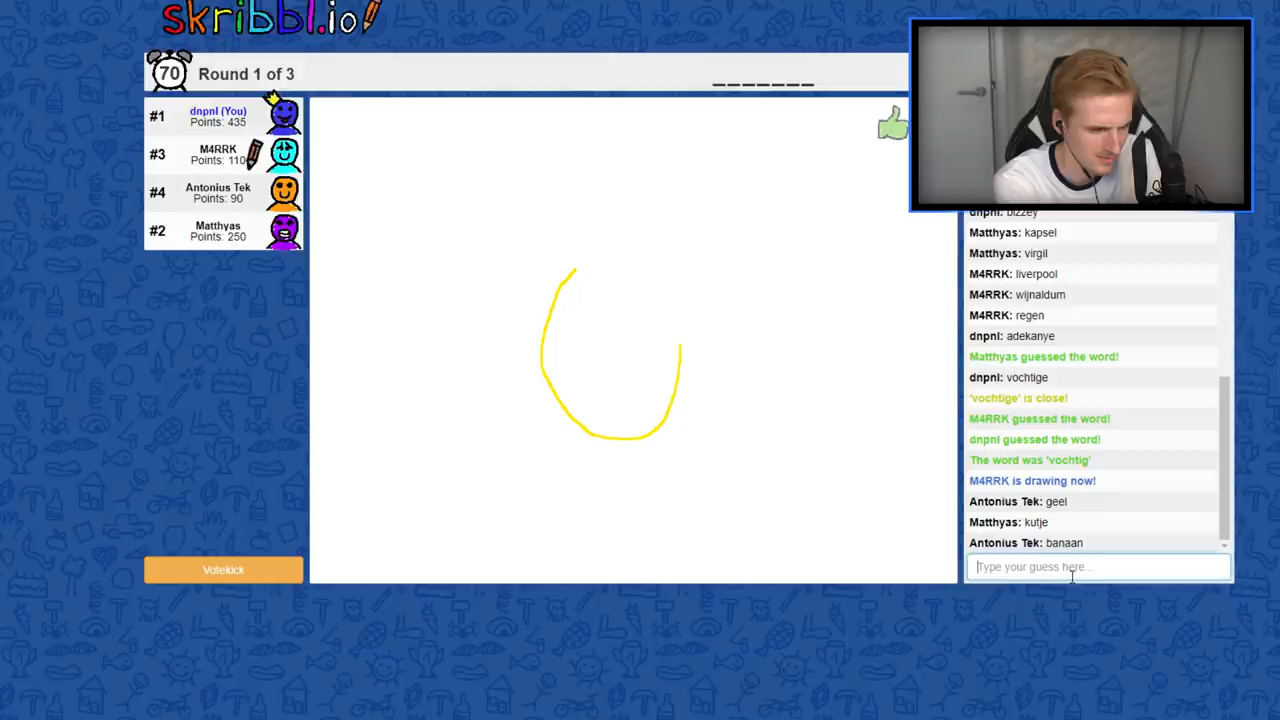 skribbl.io
70
Round 1 of 3
_______
#1
dnpnl (You)
Points: 435
#3
M4RRK
Points: 110
#4
Antonius Tek
Points: 90
#2
Matthyas
Points: 250
Votekick
dnpnl: bizzey
Matthyas: kapsel
Matthyas: virgil
M4RRK: liverpool
M4RRK: wijnaldum
M4RRK: regen
dnpnl: adekanye
Matthyas guessed the word!
dnpnl: vochtige
'vochtige' is close!
M4RRK guessed the word!
dnpnl guessed the word!
The word was 'vochtig'
M4RRK is drawing now!
Antonius Tek: geel
Matthyas: kutje
Antonius Tek: banaan
Type your guess here...